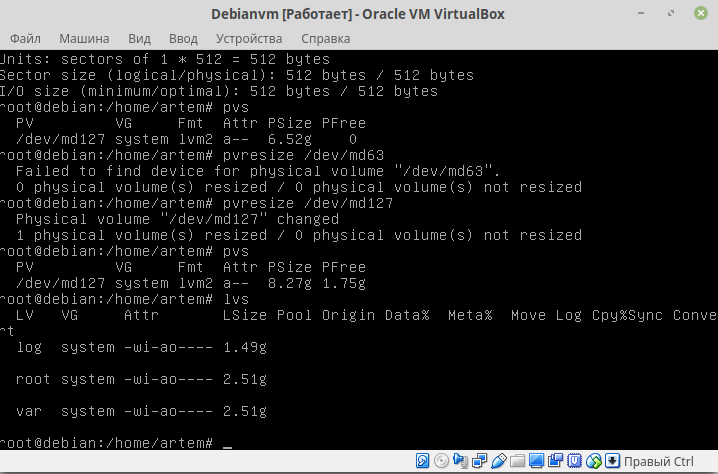 Debianvm [Работает] - Oracle VM VirtualBox
Файл Машина Вид Ввод Устройства Справка
Units: sectors of 1 * 512 = 512 bytes
Sector size (logical/physical): 512 bytes / 512 bytes
I/O size (minimum/optimal): 512 bytes / 512 bytes
root@debian:/home/artem# pvs
  PV         VG     Fmt  Attr PSize PFree
  /dev/md127 system lvm2 a--  6.52g    0
root@debian:/home/artem# pvresize /dev/md63
  Failed to find device for physical volume "/dev/md63".
  0 physical volume(s) resized / 0 physical volume(s) not resized
root@debian:/home/artem# pvresize /dev/md127
  Physical volume "/dev/md127" changed
  1 physical volume(s) resized / 0 physical volume(s) not resized
root@debian:/home/artem# pvs
  PV         VG     Fmt  Attr PSize PFree
  /dev/md127 system lvm2 a--  8.27g 1.75g
root@debian:/home/artem# lvs
  LV   VG     Attr       LSize Pool Origin Data%  Meta%  Move Log Cpy%Sync Conve
rt
  log  system -wi-ao---- 1.49g
  root system -wi-ao---- 2.51g
  var  system -wi-ao---- 2.51g
root@debian:/home/artem# _
Правый Ctrl